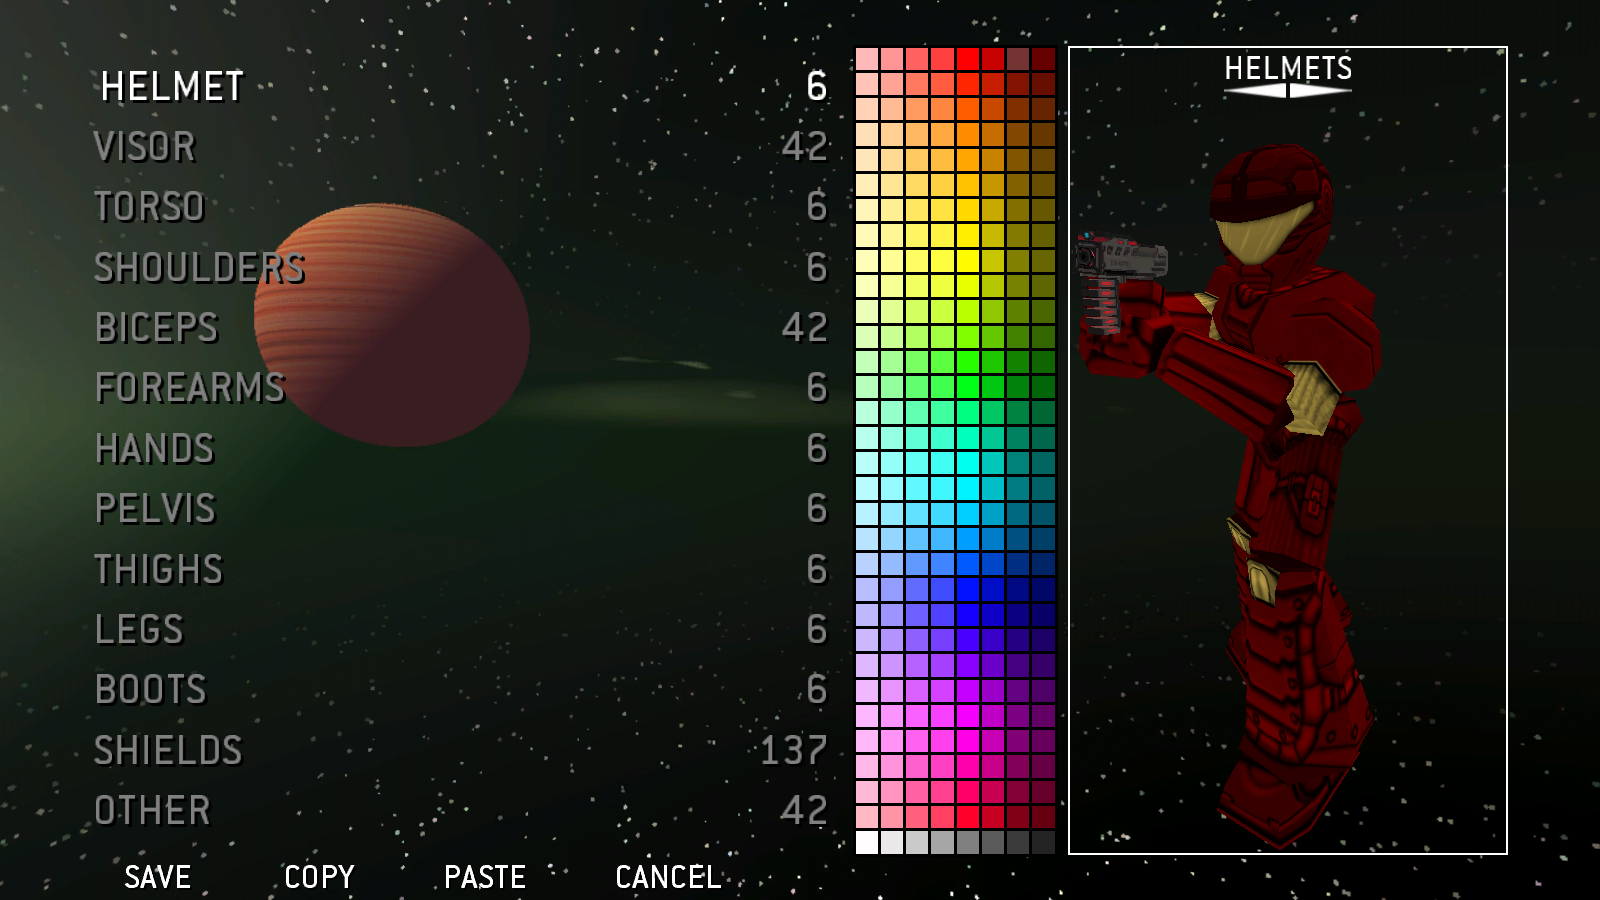 HELMET 6
VISOR 42
TORSO 6
SHOULDERS 6
BICEPS 42
FOREARMS 6
HANDS 6
PELVIS 6
THIGHS 6
LEGS 6
BOOTS 6
SHIELDS 137
OTHER 42
SAVE COPY PASTE CANCEL
HELMETS